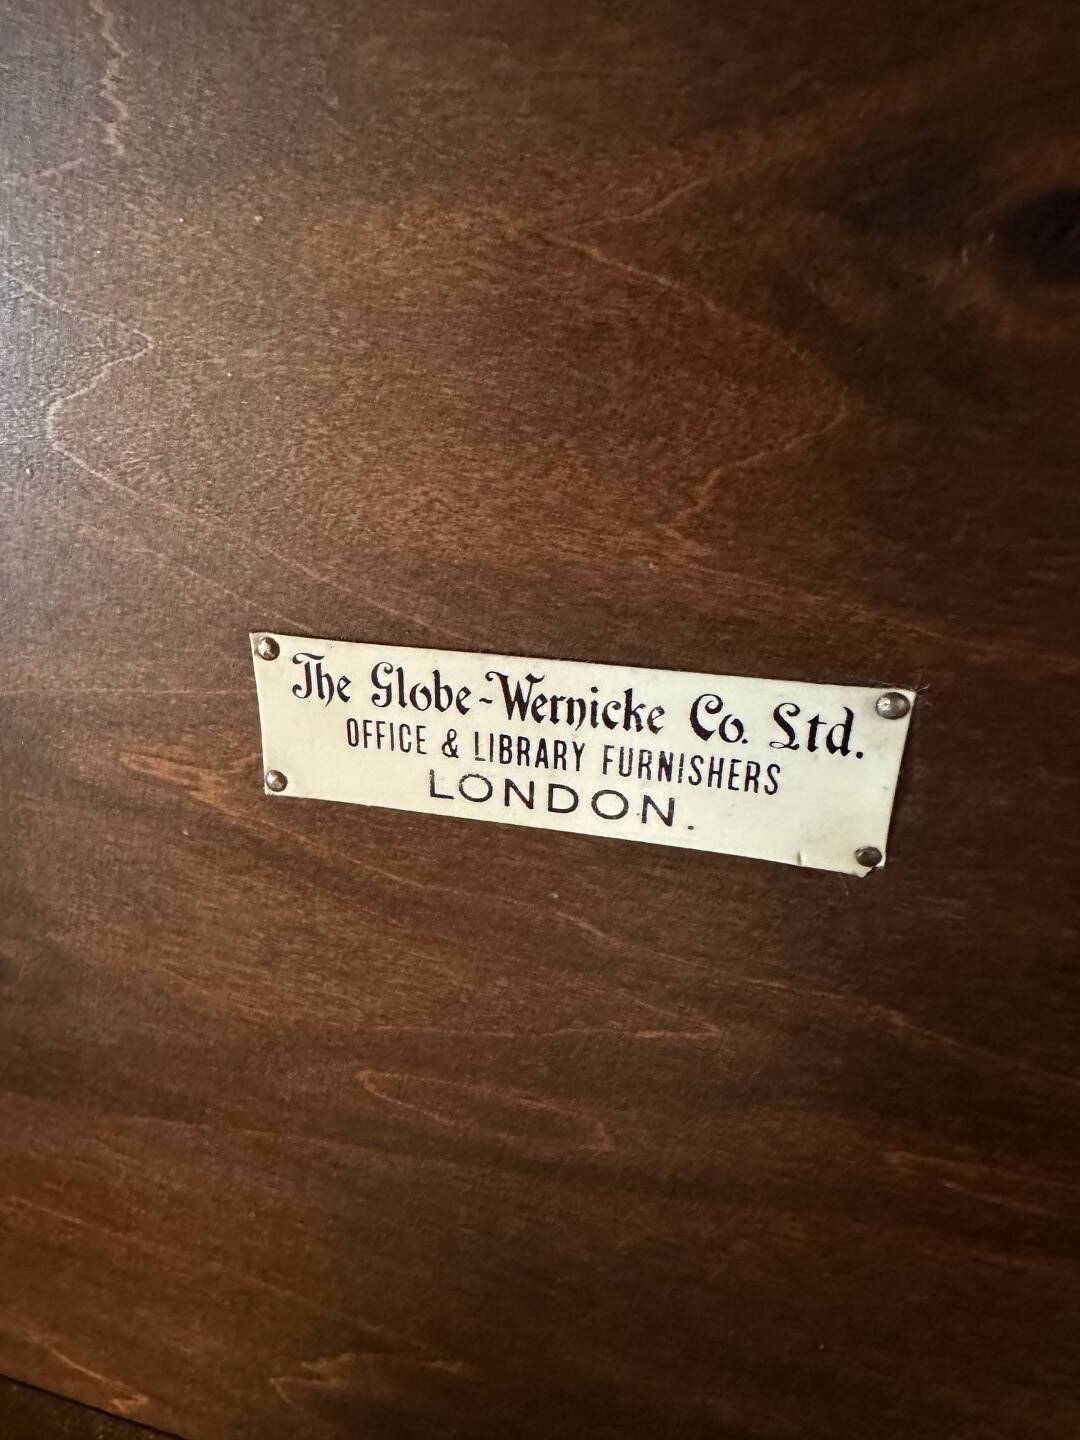 The Globe-Wernicke Co. Ltd.
OFFICE & LIBRARY FURNISHERS
LONDON.